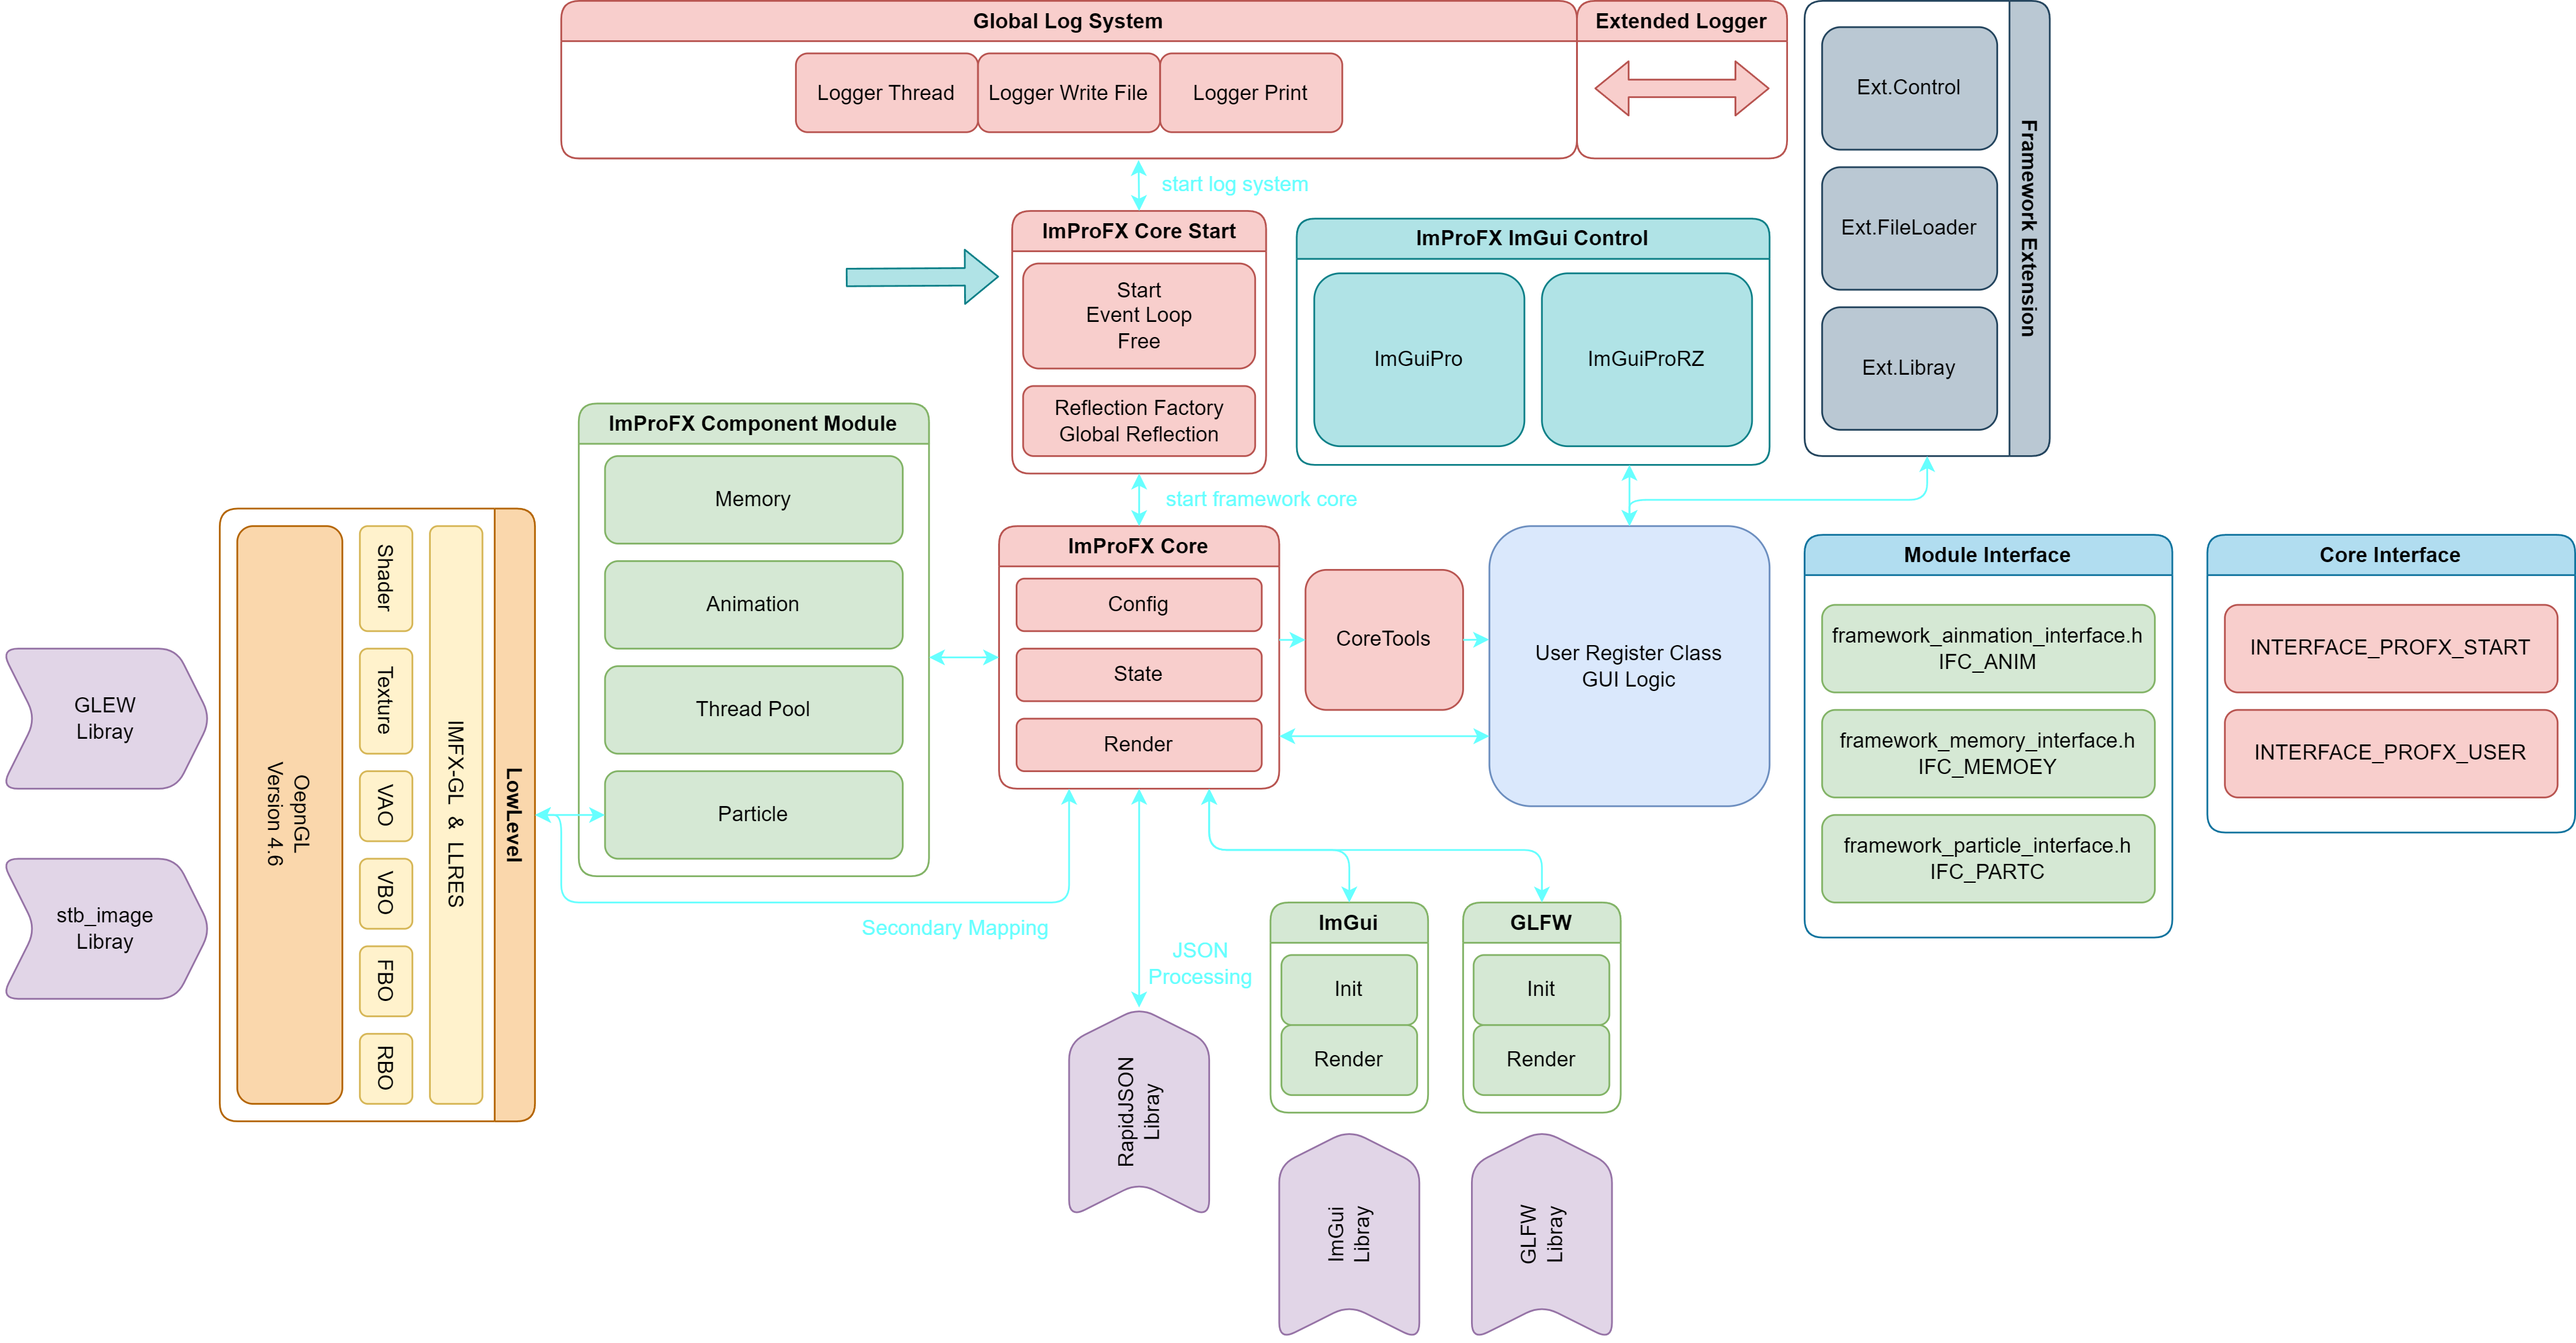 Global Log System
Extended Logger
Logger Thread
Logger Write File
Logger Print
Ext.Control
Ext.FileLoader
Ext.Libray
Framework Extension
start log system
ImProFX Core Start
Start
Event Loop
Free
Reflection Factory
Global Reflection
ImProFX ImGui Control
ImGuiPro
ImGuiProRZ
start framework core
ImProFX Component Module
Memory
Animation
Thread Pool
Particle
ImProFX Core
Config
State
Render
CoreTools
User Register Class
GUI Logic
Module Interface
framework_ainmation_interface.h
IFC_ANIM
framework_memory_interface.h
IFC_MEMOEY
framework_particle_interface.h
IFC_PARTC
Core Interface
INTERFACE_PROFX_START
INTERFACE_PROFX_USER
GLEW
Libray
stb_image
Libray
OepnGL
Version 4.6
Shader
Texture
VAO
VBO
FBO
RBO
IMFX-GL & LLRES
LowLevel
Secondary Mapping
JSON
Processing
ImGui
Init
Render
GLFW
Init
Render
RapidJSON
Libray
ImGui
Libray
GLFW
Libray